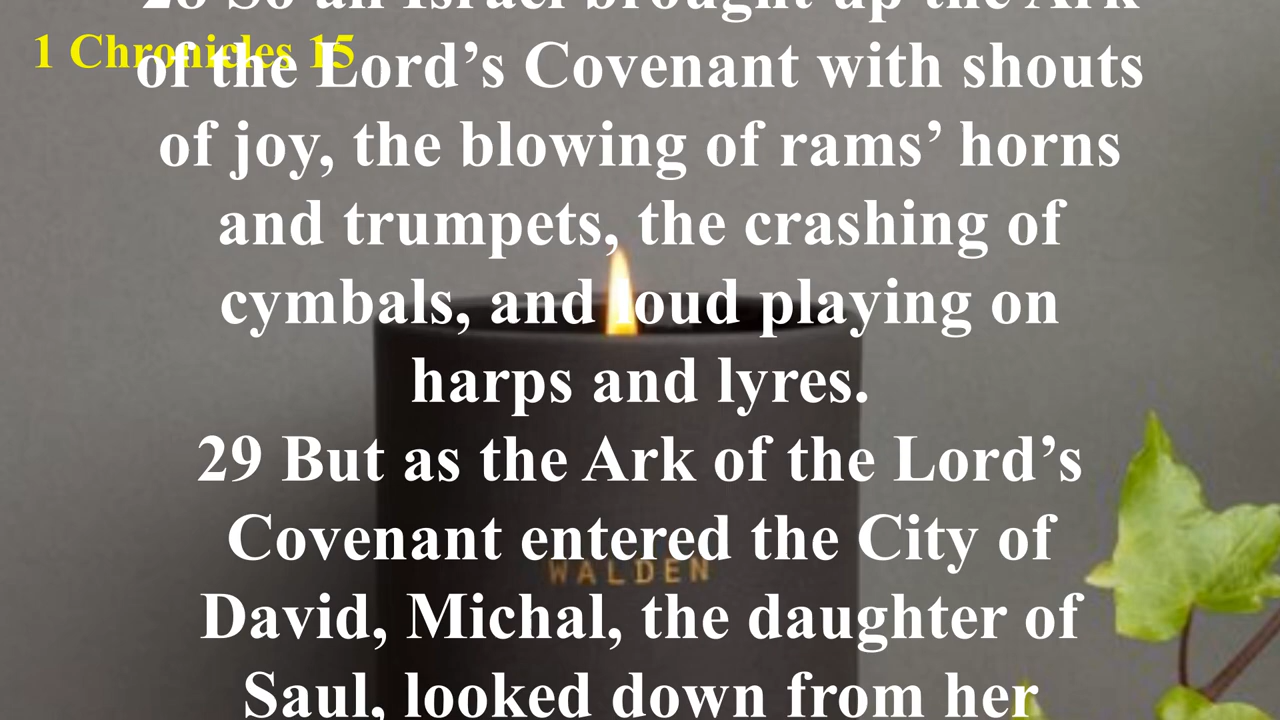 28 So all Israel brought up the Ark
1 Chronicles 15
of the Lord’s Covenant with shouts
of joy, the blowing of rams’ horns
and trumpets, the crashing of
cymbals, and loud playing on
harps and lyres.
29 But as the Ark of the Lord’s
Covenant entered the City of
WALDEN
David, Michal, the daughter of
Saul, looked down from her